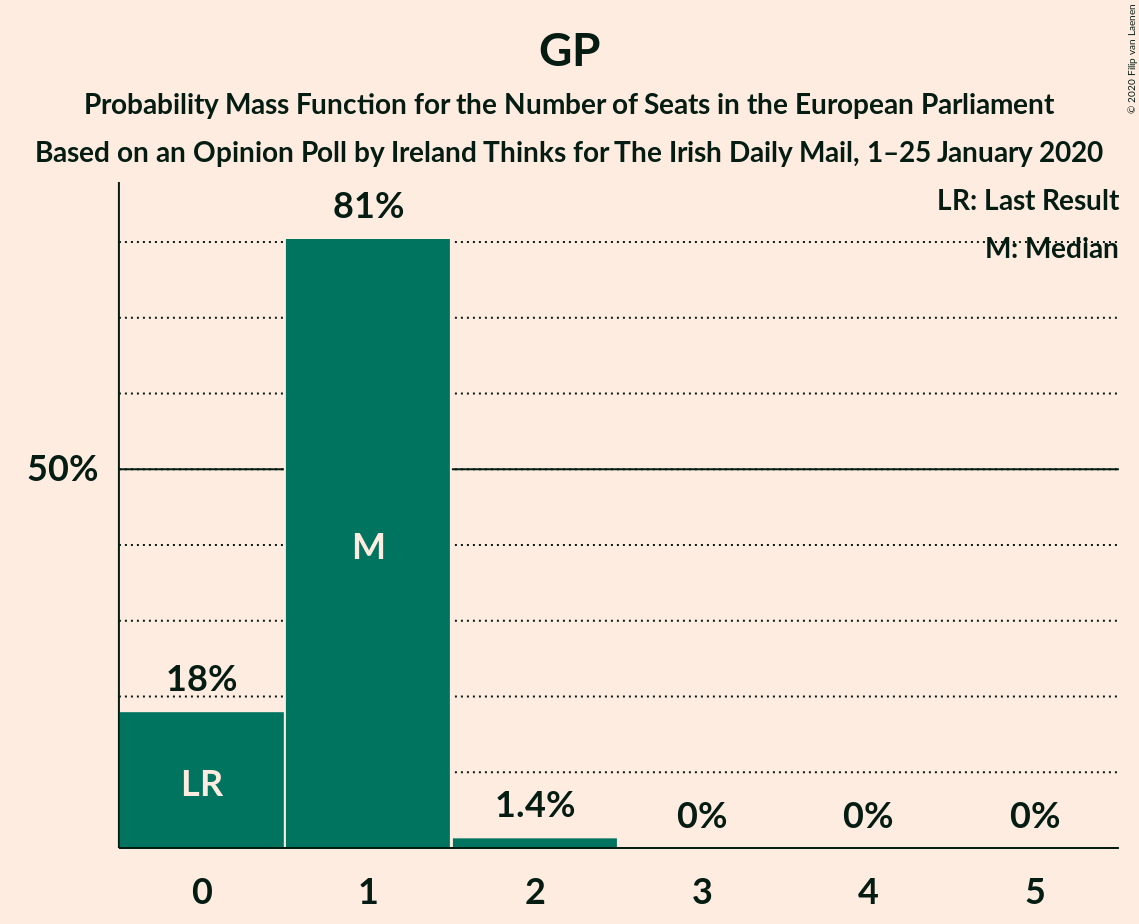 GP
Probability Mass Function for the Number of Seats in the European Parliament
Based on an Opinion Poll by Ireland Thinks for The Irish Daily Mail, 1–25 January 2020
© 2020 Filip van Laenen
LR: Last Result
M: Median
81%
50%
M
18%
LR
1.4%
0%
0%
0%
0
1
2
3
4
5